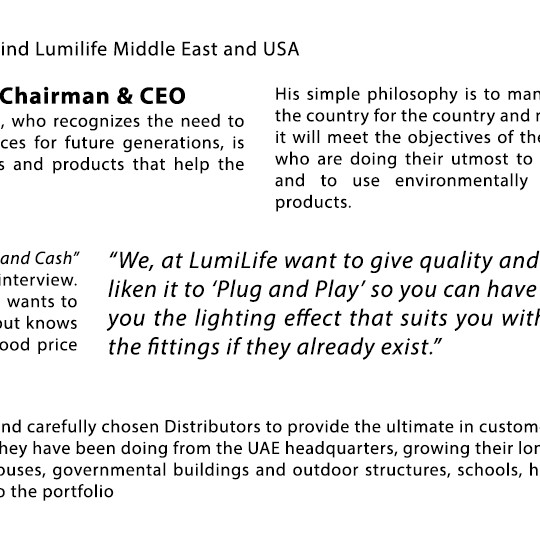 ind Lumilife Middle East and USA
Chairman & CEO
, who recognizes the need to
ces for future generations, is
s and products that help the
His simple philosophy is to man
the country for the country and
it will meet the objectives of the
who are doing their utmost to
and to use environmentally
products.
and Cash”
interview.
wants to
but knows
ood price
“We, at LumiLife want to give quality and
liken it to ‘Plug and Play’ so you can have
you the lighting effect that suits you with
the fittings if they already exist.”
nd carefully chosen Distributors to provide the ultimate in custom
they have been doing from the UAE headquarters, growing their lon
ouses, governmental buildings and outdoor structures, schools, h
o the portfolio